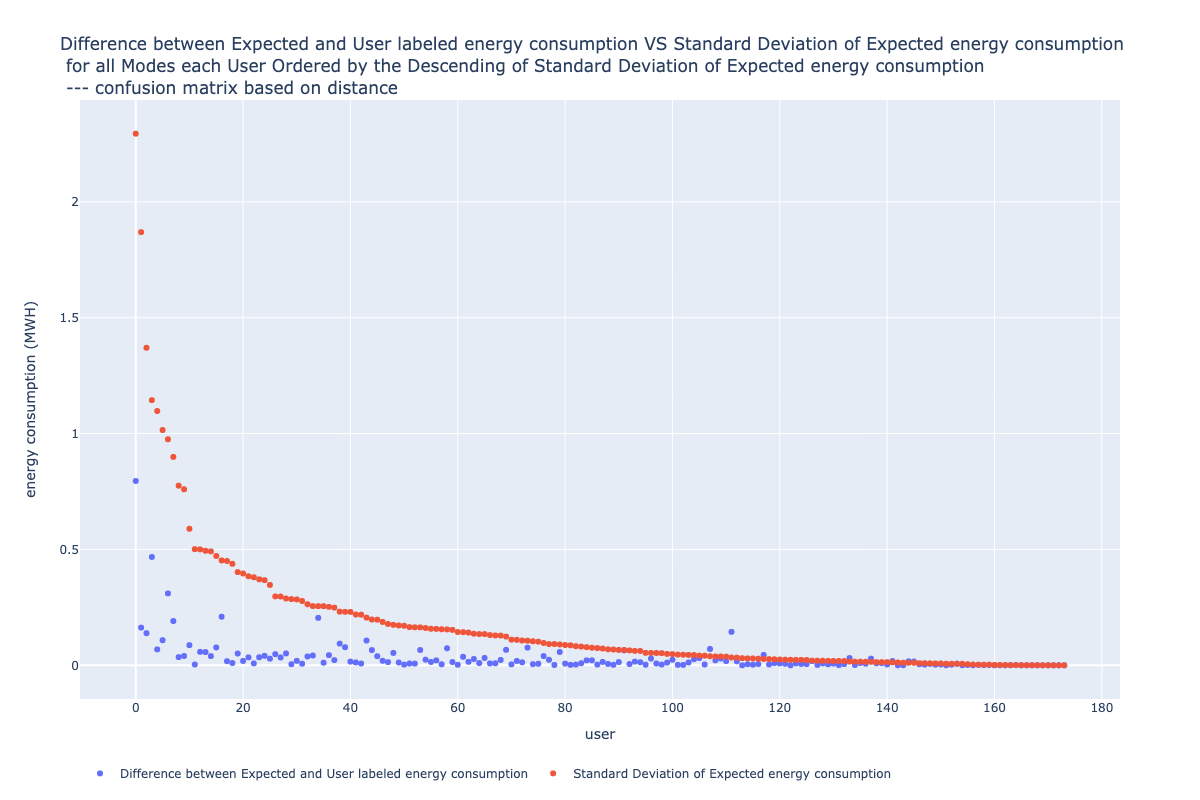 Difference between Expected and User labeled energy consumption VS Standard Deviation of Expected energy consumption
for all Modes each User Ordered by the Descending of Standard Deviation of Expected energy consumption
--- confusion matrix based on distance
energy consumption (MWH)
2
1.5
1
0.5
0
0 20 40 60 80 100 120 140 160 180
user
Difference between Expected and User labeled energy consumption Standard Deviation of Expected energy consumption